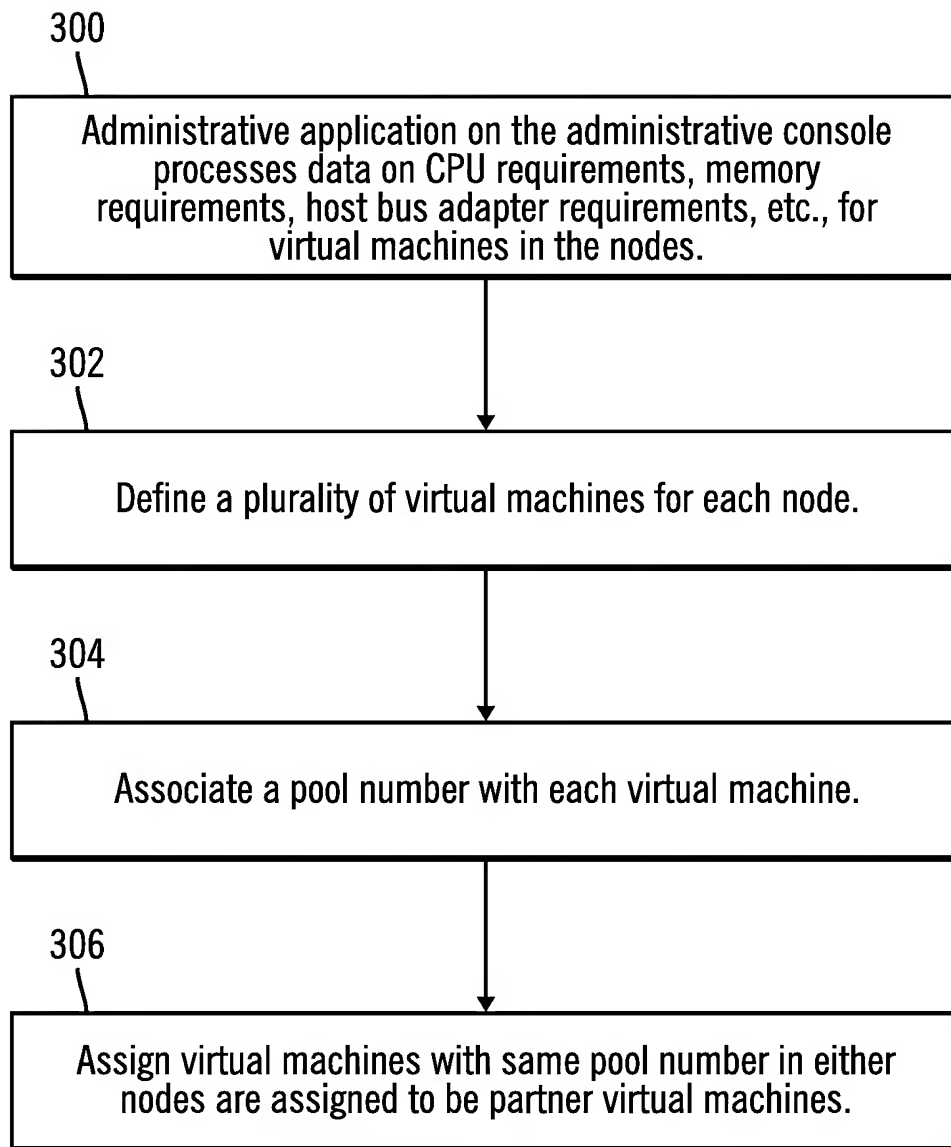 300
Administrative application on the administrative console
processes data on CPU requirements, memory
requirements, host bus adapter requirements, etc., for
virtual machines in the nodes.
302
Define a plurality of virtual machines for each node.
304
Associate a pool number with each virtual machine.
306
Assign virtual machines with same pool number in either
nodes are assigned to be partner virtual machines.